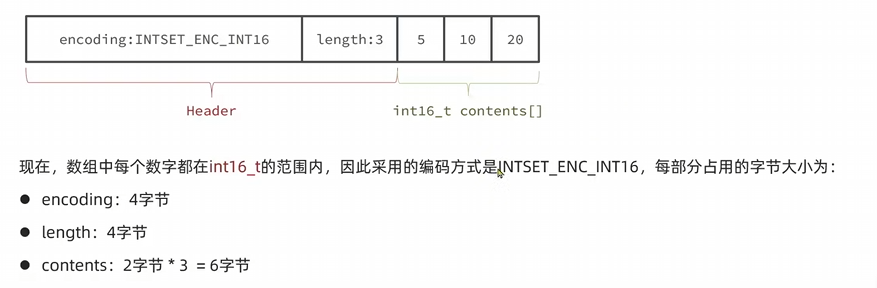 encoding:INTSET_ENC_INT16 length:3 5 10 20
Header int16_t contents[]
现在，数组中每个数字都在int16_t的范围内，因此采用的编码方式是INTSET_ENC_INT16，每部分占用的字节大小为：
● encoding：4字节
● length：4字节
● contents：2字节 * 3 = 6字节